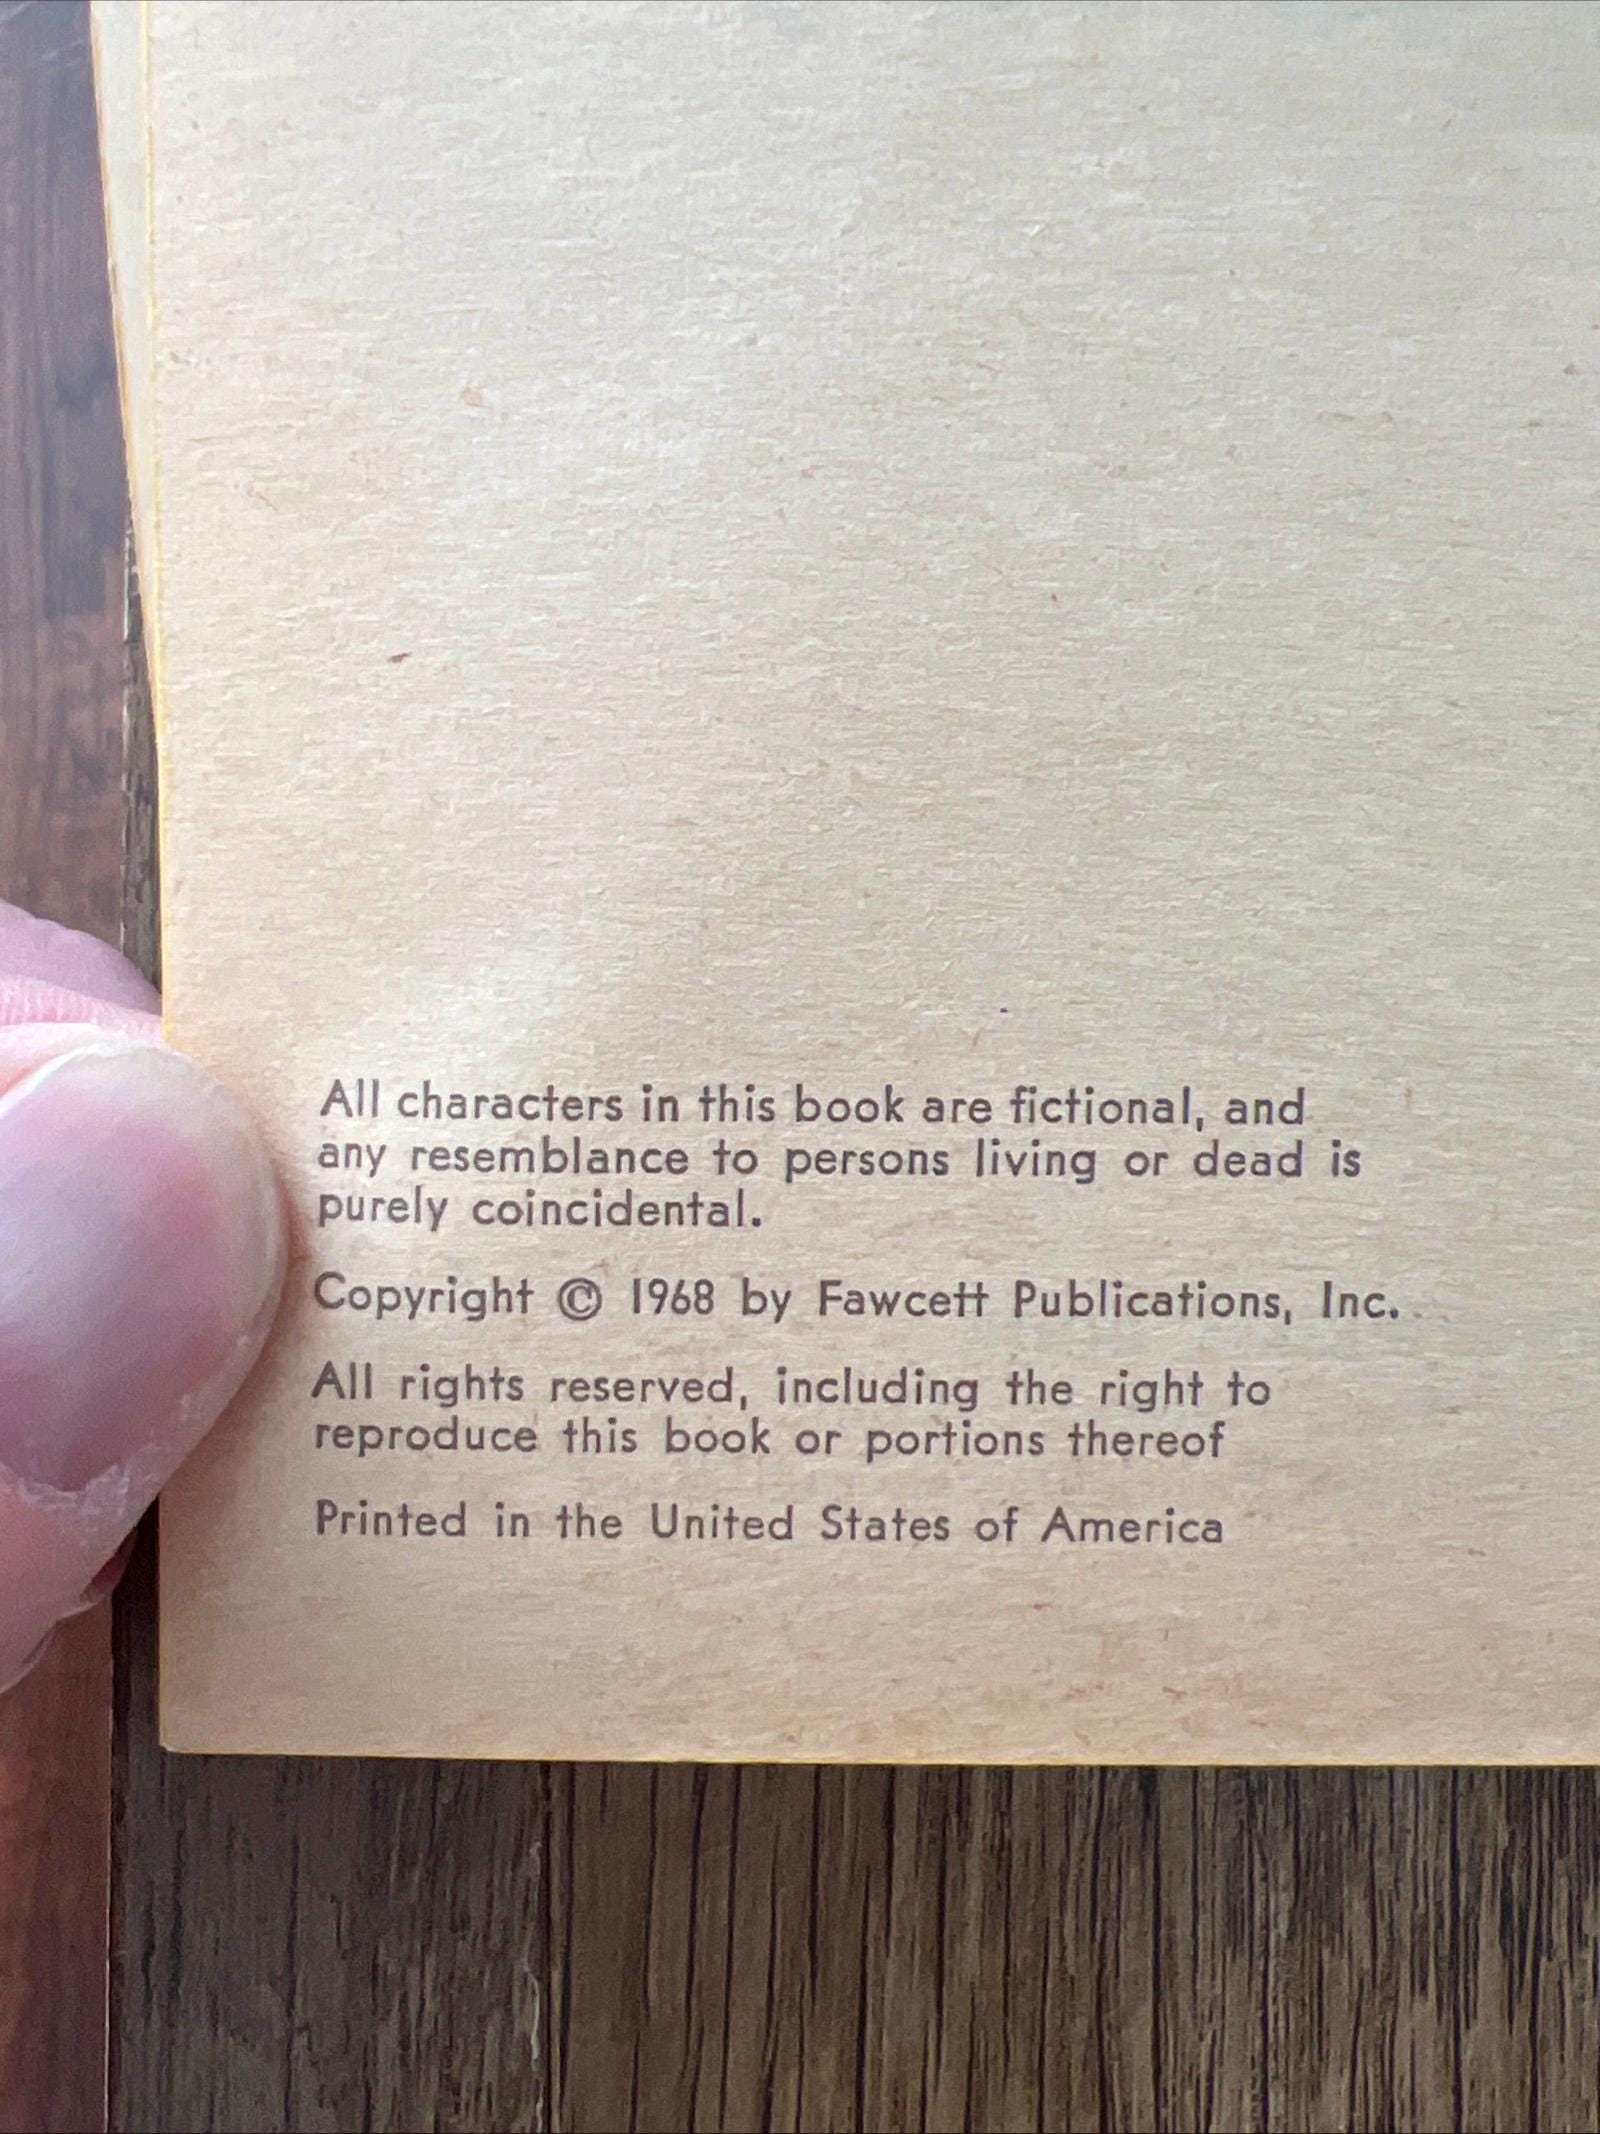 All characters in this book are fictional, and
any resemblance to persons living or dead is
purely coincidental.
Copyright © 1968 by Fawcett Publications, Inc.
All rights reserved, including the right to
reproduce this book or portions thereof
Printed in the United States of America